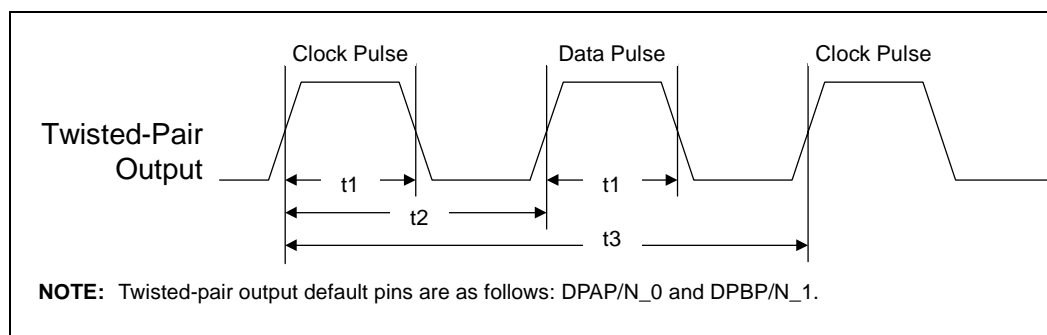 Clock Pulse Data Pulse Clock Pulse
Twisted-Pair
Output
t1 t1
t2
t3
NOTE: Twisted-pair output default pins are as follows: DPAP/N_0 and DPBP/N_1.